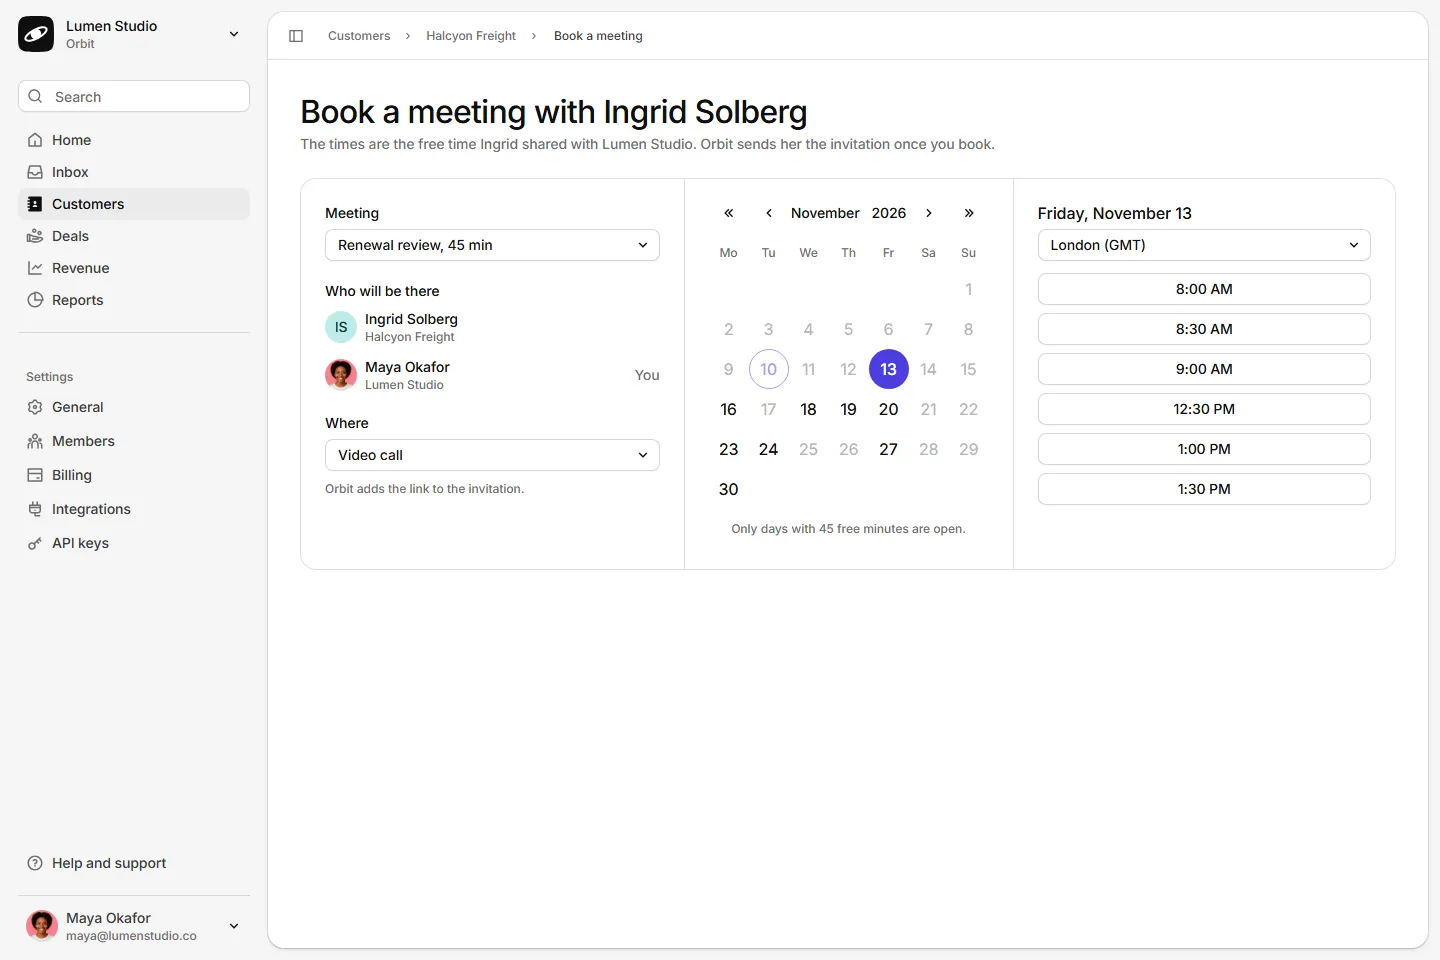 Lumen Studio
Orbit
Search
Home
Inbox
Customers
Deals
Revenue
Reports
Settings
General
Members
Billing
Integrations
API keys
Help and support
Maya Okafor
maya@lumenstudio.co
Customers › Halcyon Freight › Book a meeting
Book a meeting with Ingrid Solberg
The times are the free time Ingrid shared with Lumen Studio. Orbit sends her the invitation once you book.
Meeting
Renewal review, 45 min
Who will be there
IS
Ingrid Solberg
Halcyon Freight
Maya Okafor
Lumen Studio
You
Where
Video call
Orbit adds the link to the invitation.
« ‹ November 2026 › »
Mo Tu We Th Fr Sa Su
1
2 3 4 5 6 7 8
9 10 11 12 13 14 15
16 17 18 19 20 21 22
23 24 25 26 27 28 29
30
Only days with 45 free minutes are open.
Friday, November 13
London (GMT)
8:00 AM
8:30 AM
9:00 AM
12:30 PM
1:00 PM
1:30 PM